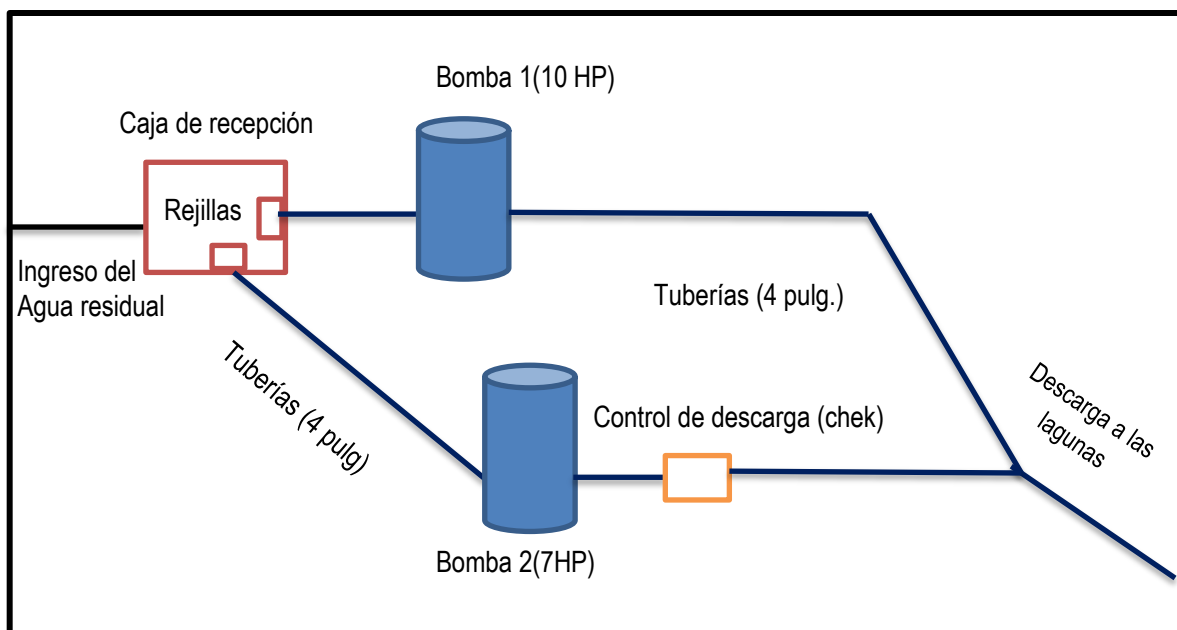 Bomba 1(10 HP)
Caja de recepción
Rejillas
Ingreso del
Agua residual
Tuberías (4 pulg.)
Tuberías (4 pulg)
Control de descarga (chek)
Descarga a las
lagunas
Bomba 2(7HP)